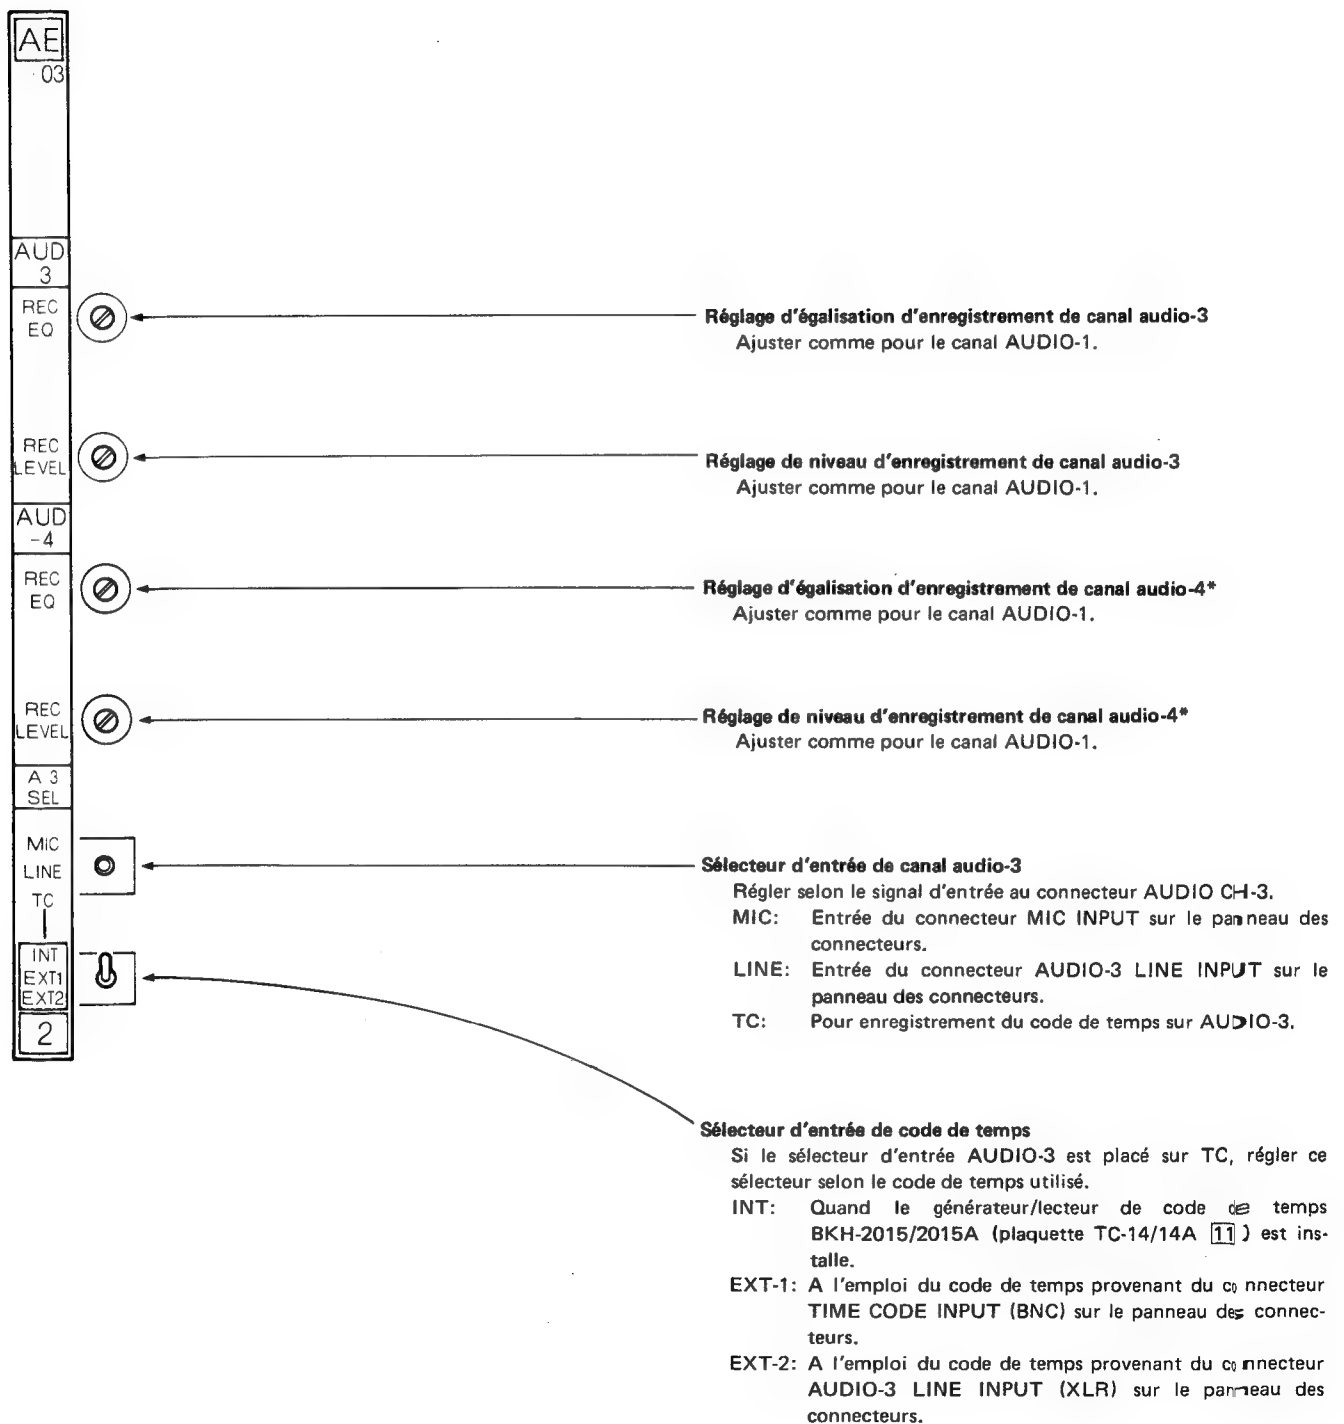 AE
03
AUD
3
REC
EQ
Réglage d'égalisation d'enregistrement de canal audio-3
Ajuster comme pour le canal AUDIO-1.
REC
LEVEL
Réglage de niveau d'enregistrement de canal audio-3
Ajuster comme pour le canal AUDIO-1.
AUD
-4
REC
EQ
Réglage d'égalisation d'enregistrement de canal audio-4*
Ajuster comme pour le canal AUDIO-1.
REC
LEVEL
Réglage de niveau d'enregistrement de canal audio-4*
Ajuster comme pour le canal AUDIO-1.
A 3
SEL
MIC
LINE
TC
INT
EXT1
EXT2
2
Sélecteur d'entrée de canal audio-3
Régler selon le signal d'entrée au connecteur AUDIO CH-3.
MIC: Entrée du connecteur MIC INPUT sur le panneau des
connecteurs.
LINE: Entrée du connecteur AUDIO-3 LINE INPUT sur le
panneau des connecteurs.
TC: Pour enregistrement du code de temps sur AUDIO-3.
Sélecteur d'entrée de code de temps
Si le sélecteur d'entrée AUDIO-3 est placé sur TC, régler ce
sélecteur selon le code de temps utilisé.
INT: Quand le générateur/lecteur de code de temps
BKH-2015/2015A (plaquette TC-14/14A 11 ) est ins-
talle.
EXT-1: A l'emploi du code de temps provenant du connecteur
TIME CODE INPUT (BNC) sur le panneau des connec-
teurs.
EXT-2: A l'emploi du code de temps provenant du connecteur
AUDIO-3 LINE INPUT (XLR) sur le panneau des
connecteurs.